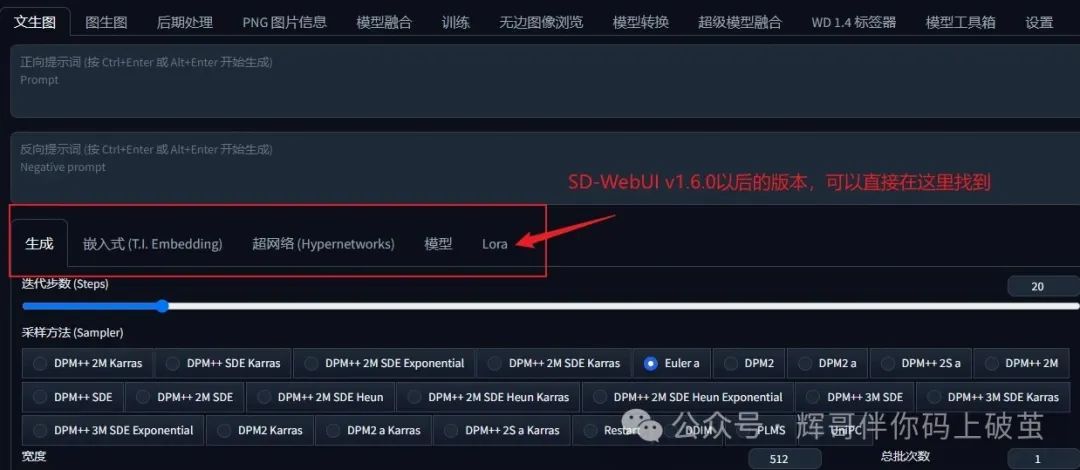 文生图 图生图 后期处理 PNG 图片信息 模型融合 训练 无边图像浏览 模型转换 超级模型融合 WD 1.4 标签器 模型工具箱 设置
正向提示词 (按 Ctrl+Enter 或 Alt+Enter 开始生成)
Prompt
反向提示词 (按 Ctrl+Enter 或 Alt+Enter 开始生成)
Negative prompt
SD-WebUI v1.6.0以后的版本，可以直接在这里找到
生成 嵌入式 (T.I. Embedding) 超网络 (Hypernetworks) 模型 Lora
迭代步数 (Steps) 20
采样方法 (Sampler)
DPM++ 2M Karras DPM++ SDE Karras DPM++ 2M SDE Exponential DPM++ 2M SDE Karras Euler a DPM2 DPM2 a DPM++ 2S a DPM++ 2M
DPM++ SDE DPM++ 2M SDE DPM++ 2M SDE Heun DPM++ 2M SDE Heun Karras DPM++ 2M SDE Heun Exponential DPM++ 3M SDE DPM++ 3M SDE Karras
DPM++ 3M SDE Exponential DPM2 Karras DPM2 a Karras DPM++ 2S a Karras Restart DDIM PLMS UniPC
公众号 · 辉哥伴你码上破茧
宽度 512 总批次数 1